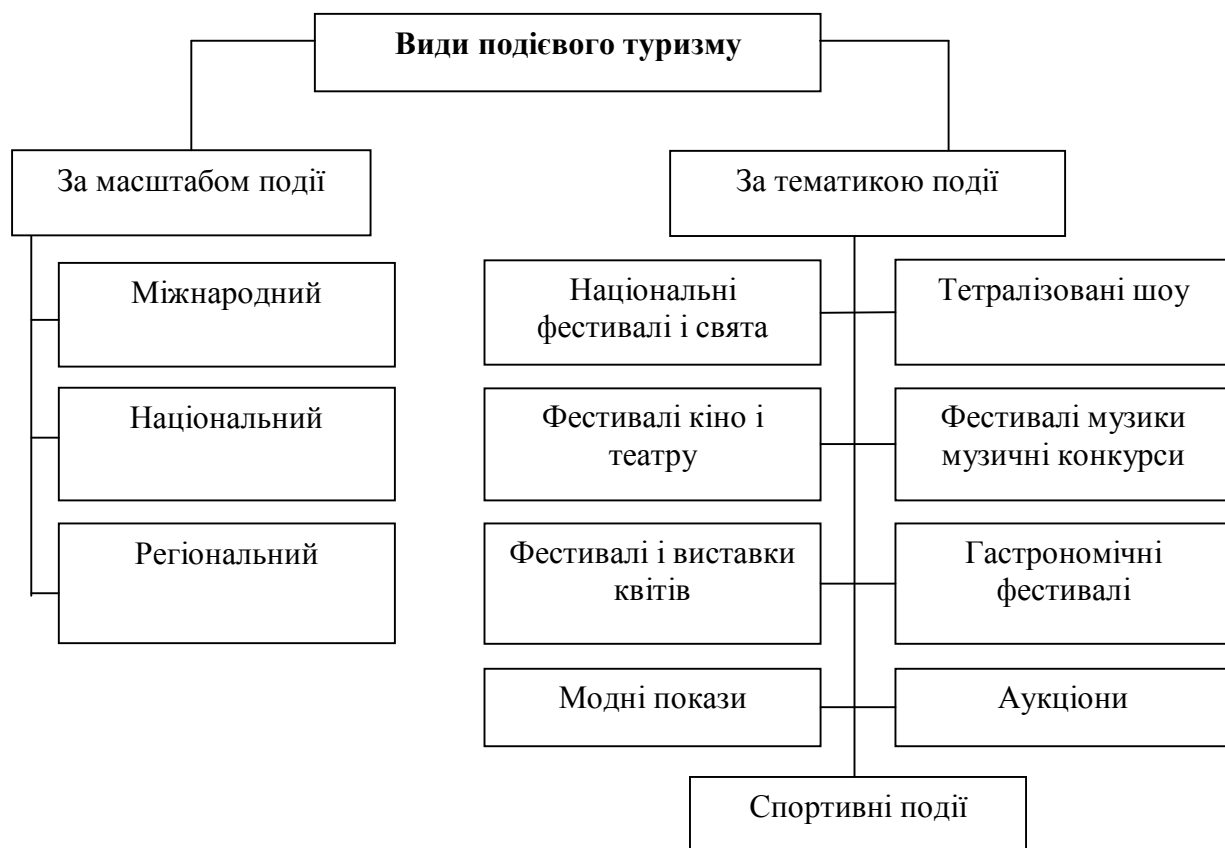 Види подієвого туризму
За масштабом події
За тематикою події
Міжнародний
Національний
Регіональний
Національні
фестивалі і свята
Тетралізовані шоу
Фестивалі кіно і
театру
Фестивалі музики
музичні конкурси
Фестивалі і виставки
квітів
Гастрономічні
фестивалі
Модні покази
Аукціони
Спортивні події